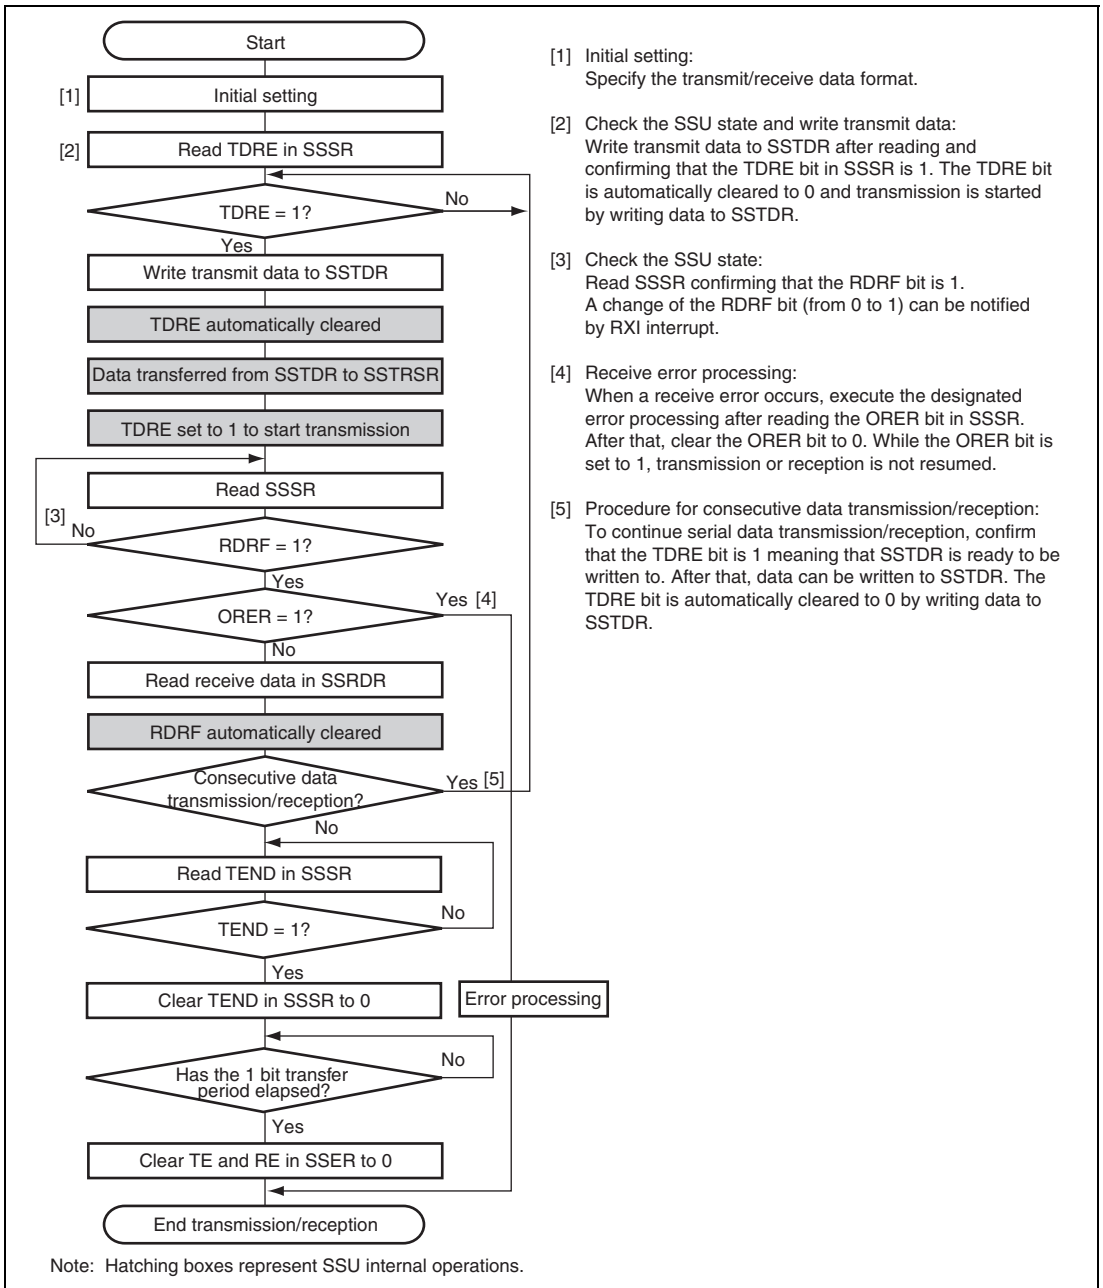 Start
[1] Initial setting
[2] Read TDRE in SSSR
TDRE = 1?
No
Yes
Write transmit data to SSTDR
TDRE automatically cleared
Data transferred from SSTDR to SSTRSR
TDRE set to 1 to start transmission
Read SSSR
[3]
No
RDRF = 1?
Yes
ORER = 1?
Yes [4]
No
Read receive data in SSRDR
RDRF automatically cleared
Consecutive data
transmission/reception?
Yes [5]
No
Read TEND in SSSR
TEND = 1?
No
Yes
Clear TEND in SSSR to 0
Error processing
Has the 1 bit transfer
period elapsed?
No
Yes
Clear TE and RE in SSER to 0
End transmission/reception
[1] Initial setting:
Specify the transmit/receive data format.
[2] Check the SSU state and write transmit data:
Write transmit data to SSTDR after reading and
confirming that the TDRE bit in SSSR is 1. The TDRE bit
is automatically cleared to 0 and transmission is started
by writing data to SSTDR.
[3] Check the SSU state:
Read SSSR confirming that the RDRF bit is 1.
A change of the RDRF bit (from 0 to 1) can be notified
by RXI interrupt.
[4] Receive error processing:
When a receive error occurs, execute the designated
error processing after reading the ORER bit in SSSR.
After that, clear the ORER bit to 0. While the ORER bit is
set to 1, transmission or reception is not resumed.
[5] Procedure for consecutive data transmission/reception:
To continue serial data transmission/reception, confirm
that the TDRE bit is 1 meaning that SSTDR is ready to be
written to. After that, data can be written to SSTDR. The
TDRE bit is automatically cleared to 0 by writing data to
SSTDR.
Note: Hatching boxes represent SSU internal operations.